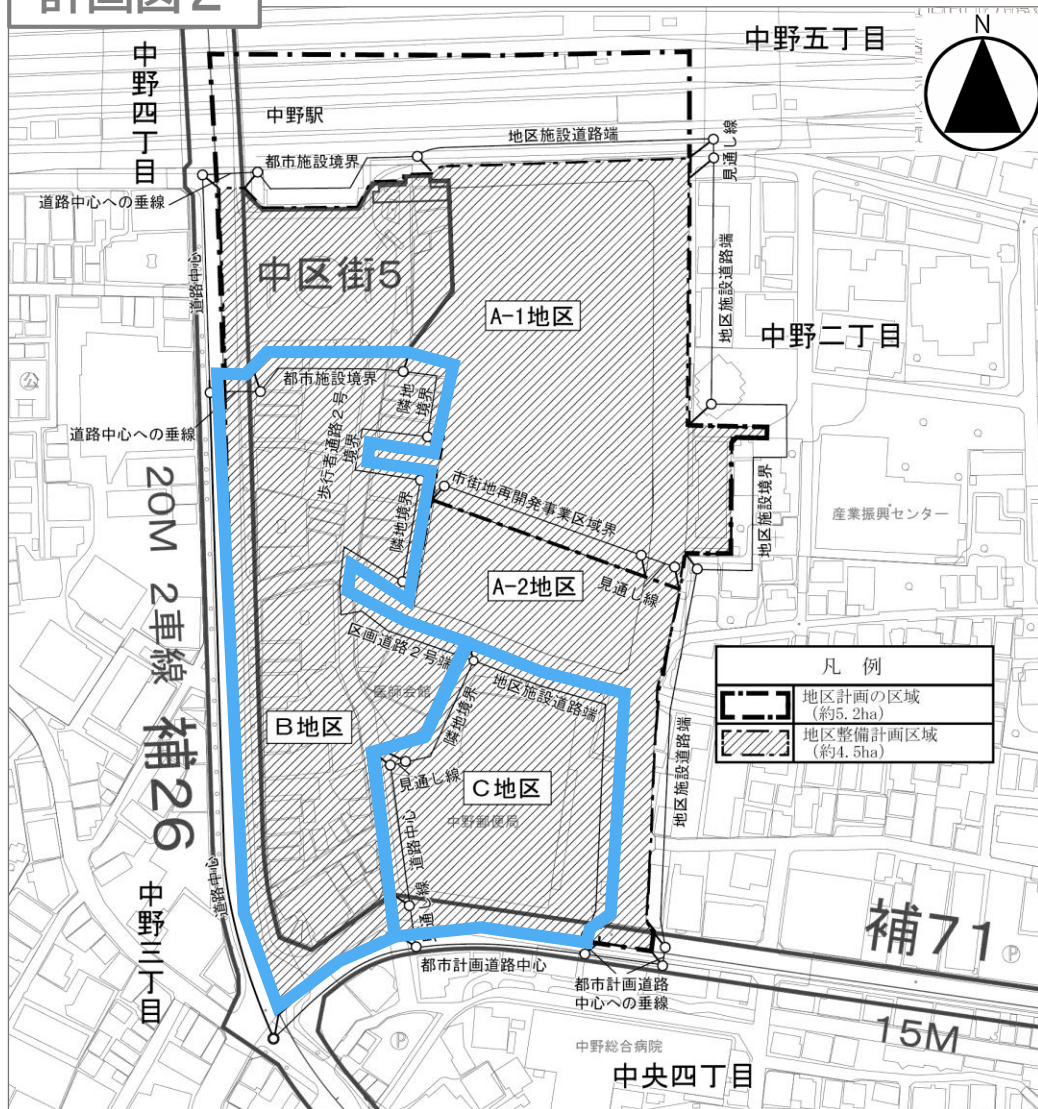 計画図2
N
中野五丁目
中野四丁目
中野駅
地区施設道路端
見通し線
都市施設境界
道路中心への垂線
道路中心
中区街5
A-1地区
地区施設道路端
中野二丁目
公
都市施設境界
隣地境界
道路中心への垂線
歩行者通路2号境界
市街地再開発事業区域界
隣地境界
地区施設境界
産業振興センター
20M 2車線 補26
A-2地区
見通し線
区画道路2号端
地区施設道路端
医師会館
隣地境界
凡 例
地区計画の区域
(約5.2ha)
地区整備計画区域
(約4.5ha)
B地区
見通し線
C地区
地区施設道路端
中野郵便局
道路中心
道路中心
見通し線
中野三丁目
補71
P
都市計画道路中心
都市計画道路
中心への垂線
15M
P
中野総合病院
中央四丁目